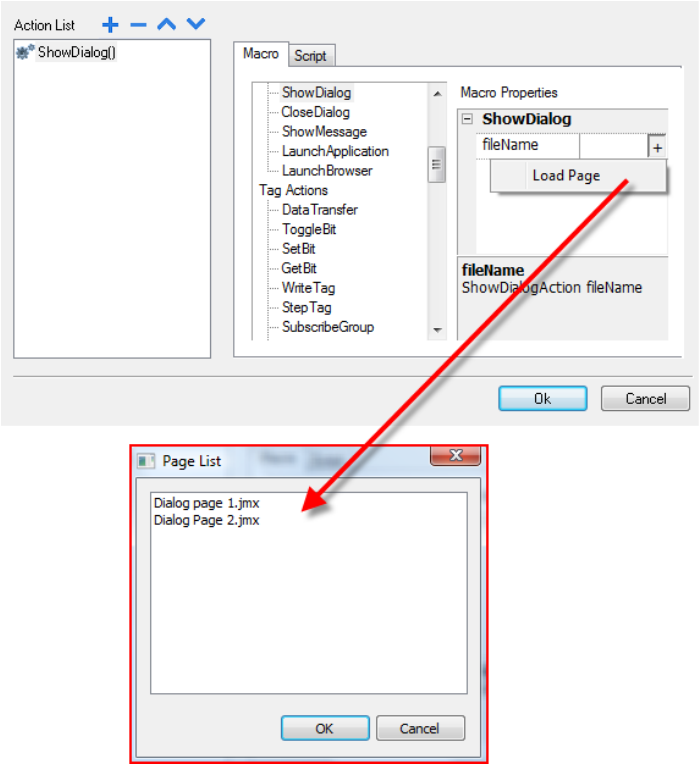 Action List
ShowDialog()
Macro
Script
ShowDialog
CloseDialog
ShowMessage
LaunchApplication
LaunchBrowser
Tag Actions
DataTransfer
ToggleBit
SetBit
GetBit
WriteTag
StepTag
SubscribeGroup
Macro Properties
ShowDialog
fileName
Load Page
fileName
ShowDialogAction fileName
Ok
Cancel
Page List
Dialog page 1.jmx
Dialog Page 2.jmx
OK
Cancel